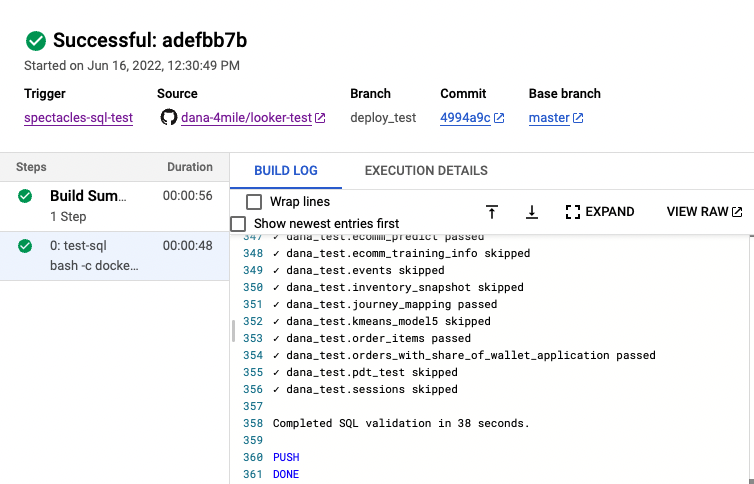 Successful: adefbb7b
Started on Jun 16, 2022, 12:30:49 PM
Trigger Source Branch Commit Base branch
spectacles-sql-test dana-4mile/looker-test deploy_test 4994a9c master
Steps Duration
Build Sum… 00:00:56
1 Step
0: test-sql 00:00:48
bash -c docke…
BUILD LOG EXECUTION DETAILS
Wrap lines
Show newest entries first
EXPAND VIEW RAW
347 ✓ dana_test.ecomm_predict passed
348 ✓ dana_test.ecomm_training_info skipped
349 ✓ dana_test.events skipped
350 ✓ dana_test.inventory_snapshot skipped
351 ✓ dana_test.journey_mapping passed
352 ✓ dana_test.kmeans_model5 skipped
353 ✓ dana_test.order_items passed
354 ✓ dana_test.orders_with_share_of_wallet_application passed
355 ✓ dana_test.pdt_test skipped
356 ✓ dana_test.sessions skipped
357
358 Completed SQL validation in 38 seconds.
359
360 PUSH
361 DONE